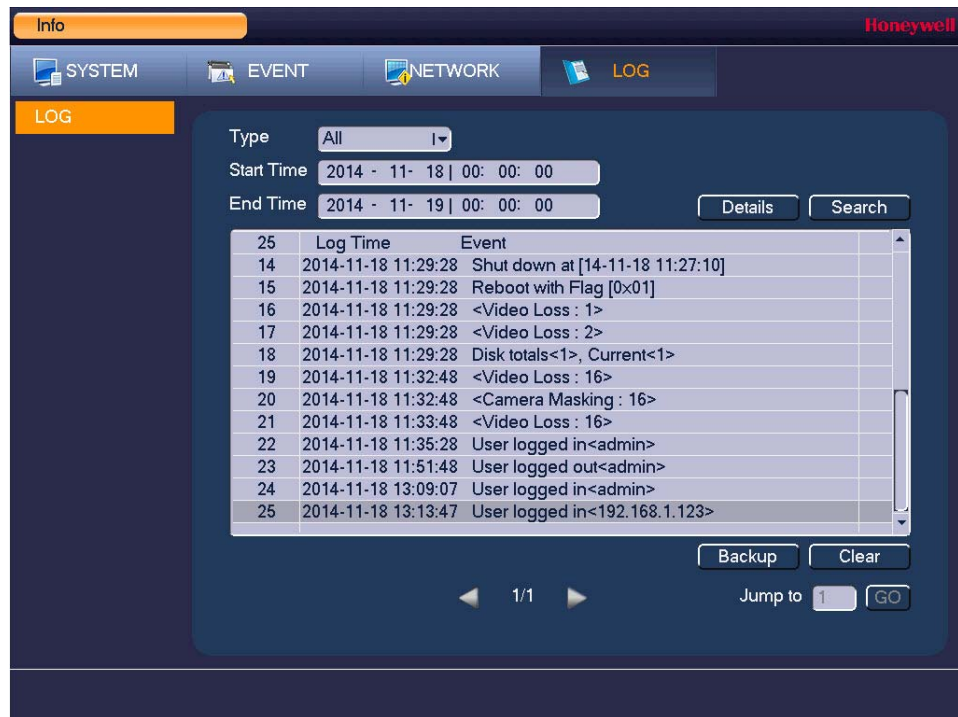 Info Honeywell
SYSTEM EVENT NETWORK LOG
LOG
Type All
Start Time 2014 - 11- 18| 00: 00: 00
End Time 2014 - 11- 19| 00: 00: 00 Details Search
25 Log Time Event
14 2014-11-18 11:29:28 Shut down at [14-11-18 11:27:10]
15 2014-11-18 11:29:28 Reboot with Flag [0x01]
16 2014-11-18 11:29:28 <Video Loss : 1>
17 2014-11-18 11:29:28 <Video Loss : 2>
18 2014-11-18 11:29:28 Disk totals<1>, Current<1>
19 2014-11-18 11:32:48 <Video Loss : 16>
20 2014-11-18 11:32:48 <Camera Masking : 16>
21 2014-11-18 11:33:48 <Video Loss : 16>
22 2014-11-18 11:35:28 User logged in<admin>
23 2014-11-18 11:51:48 User logged out<admin>
24 2014-11-18 13:09:07 User logged in<admin>
25 2014-11-18 13:13:47 User logged in<192.168.1.123>
Backup Clear
1/1 Jump to 1 GO